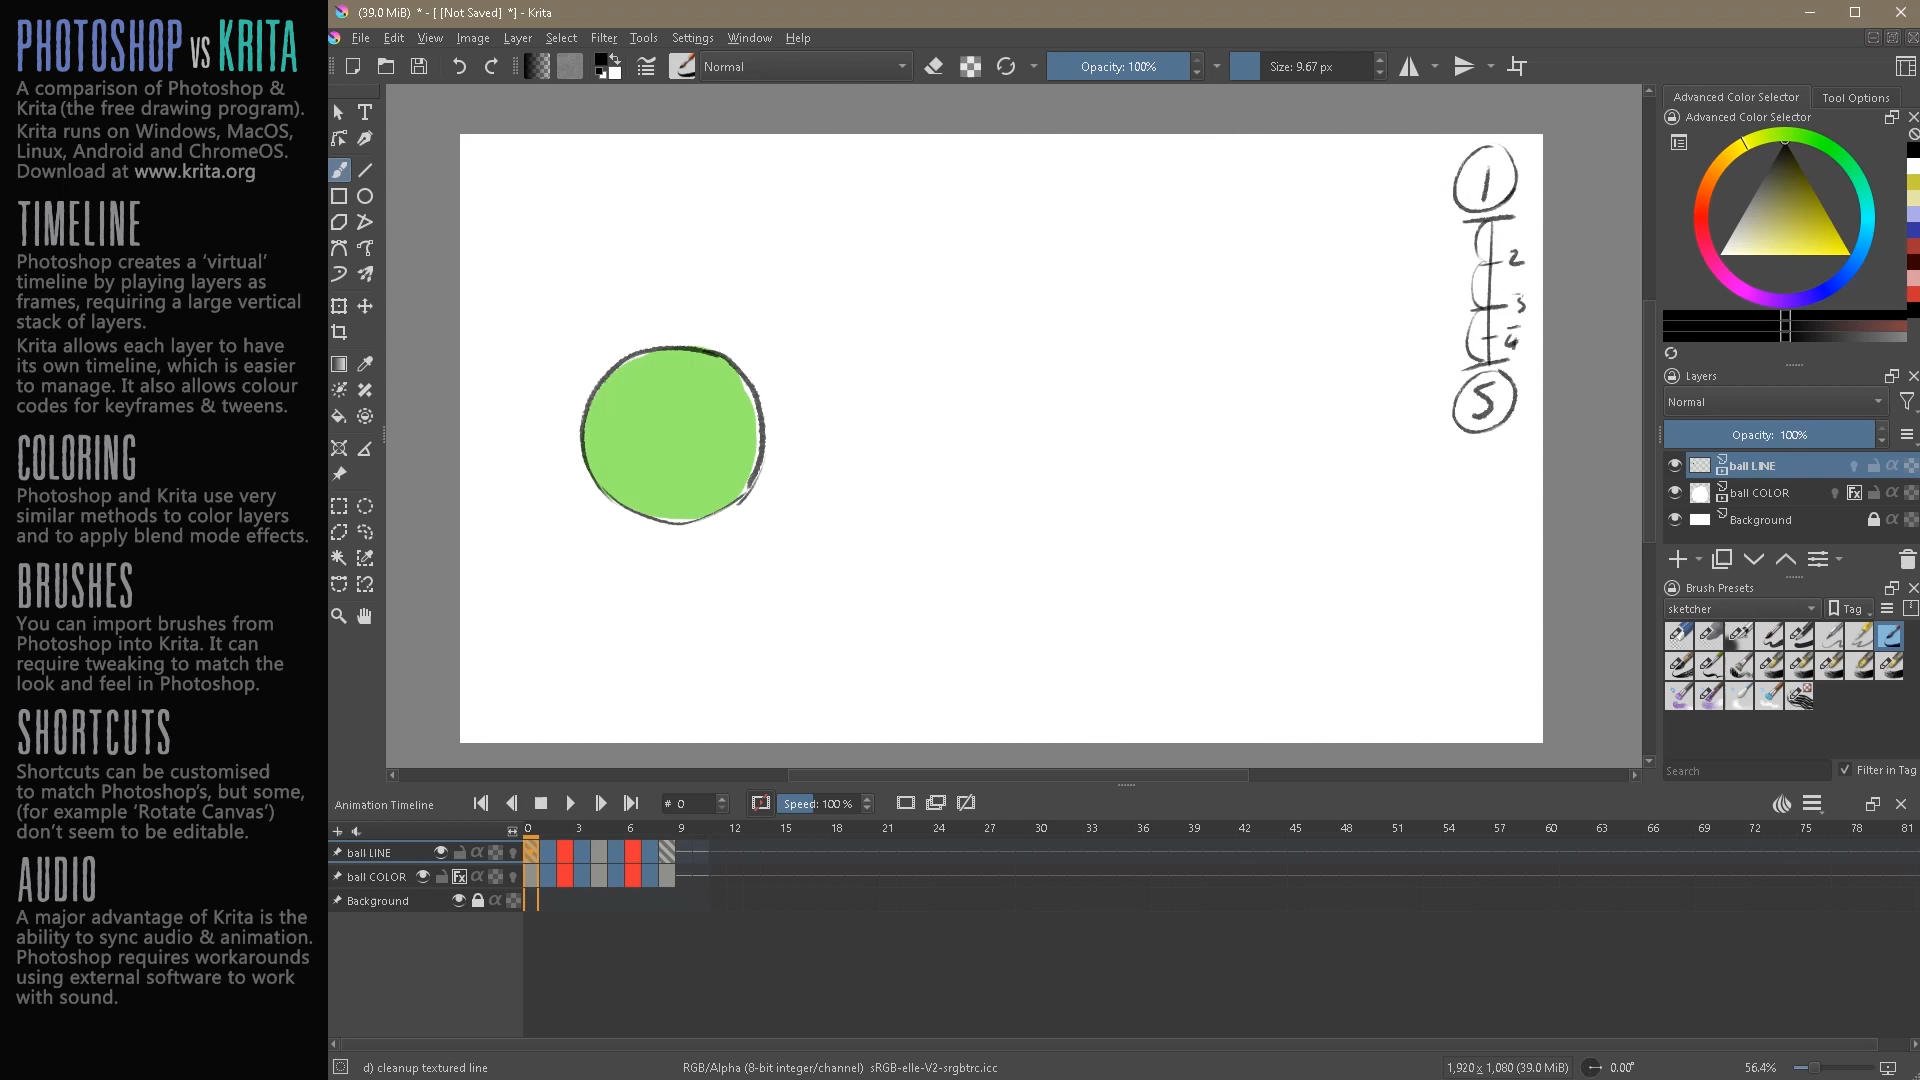 PHOTOSHOP VS KRITA
A comparison of Photoshop &
Krita (the free drawing program).
Krita runs on Windows, MacOS,
Linux, Android and ChromeOS.
Download at www.krita.org
TIMELINE
Photoshop creates a ‘virtual’
timeline by playing layers as
frames, requiring a large vertical
stack of layers.
Krita allows each layer to have
its own timeline, which is easier
to manage. It also allows colour
codes for keyframes & tweens.
COLORING
Photoshop and Krita use very
similar methods to color layers
and to apply blend mode effects.
BRUSHES
You can import brushes from
Photoshop into Krita. It can
require tweaking to match the
look and feel in Photoshop.
SHORTCUTS
Shortcuts can be customised
to match Photoshop’s, but some,
(for example ‘Rotate Canvas’)
don’t seem to be editable.
AUDIO
A major advantage of Krita is the
ability to sync audio & animation.
Photoshop requires workarounds
using external software to work
with sound.
(39.0 MiB) * - [ [Not Saved] *] - Krita
File Edit View Image Layer Select Filter Tools Settings Window Help
Normal Opacity: 100% Size: 9.67 px
1
2
3
4
5
Advanced Color Selector Tool Options
Advanced Color Selector
Layers
Normal
Opacity: 100%
ball LINE
ball COLOR
Background
Brush Presets
sketcher Tag
Search Filter in Tag
Animation Timeline # 0 Speed: 100 %
0 3 6 9 12 15 18 21 24 27 30 33 36 39 42 45 48 51 54 57 60 63 66 69 72 75 78 81
ball LINE
ball COLOR
Background
d) cleanup textured line RGB/Alpha (8-bit integer/channel) sRGB-elle-V2-srgbtrc.icc 1,920 x 1,080 (39.0 MiB) 0.00° 56.4%